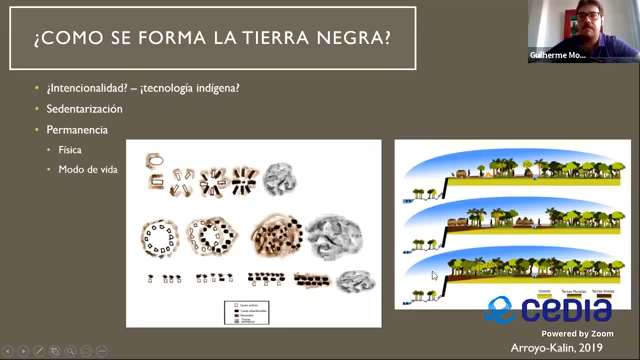 ¿COMO SE FORMA LA TIERRA NEGRA?
Guilherme Mo...
• ¿Intencionalidad? – ¡tecnología indígena?
• Sedentarización
• Permanencia
• Física
• Modo de vida
cedia
Powered by Zoom
Arroyo-Kalin, 2019